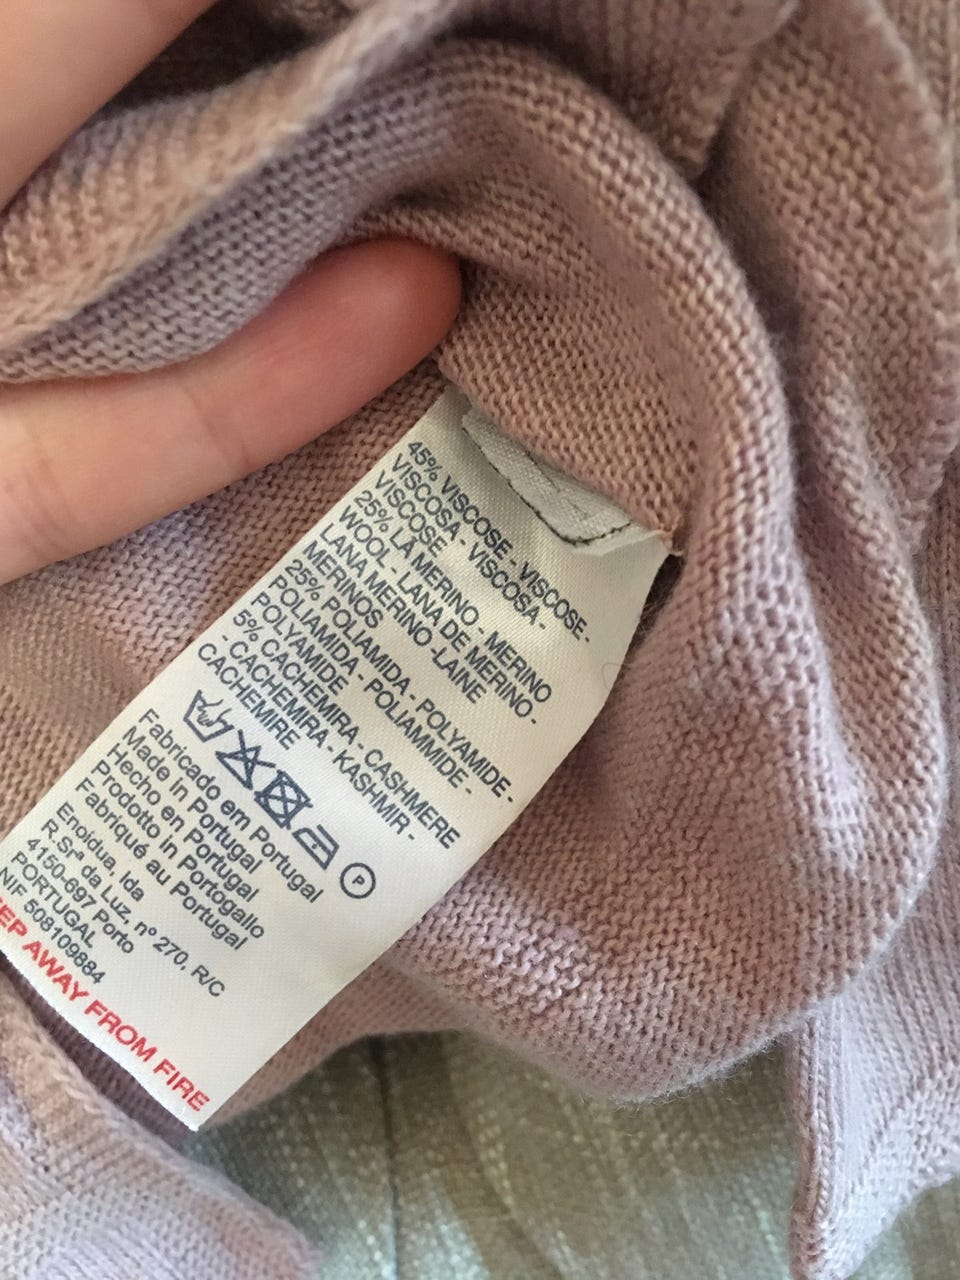 45% VISCOSE - VISCOSE -
VISCOSA - VISCOSA -
VISCOSE
25% LÃ MERINO - MERINO
WOOL - LANA DE MERINO -
LANA MERINO -LAINE
MERINOS
25% POLIAMIDA - POLYAMIDE -
POLIAMIDA - POLIAMMIDE -
POLYAMIDE
5% CACHEMIRA - CASHMERE
- CACHEMIRA - KASHMIR -
CACHEMIRE
P
Fabricado em Portugal
Made in Portugal
Hecho en Portugal
Prodotto in Portogallo
Fabriqué au Portugal
Enoidua, lda
R.Srª da Luz, nº 270, R/C
4150-697 Porto
PORTUGAL
NIF 508109884
AWAY FROM FIRE